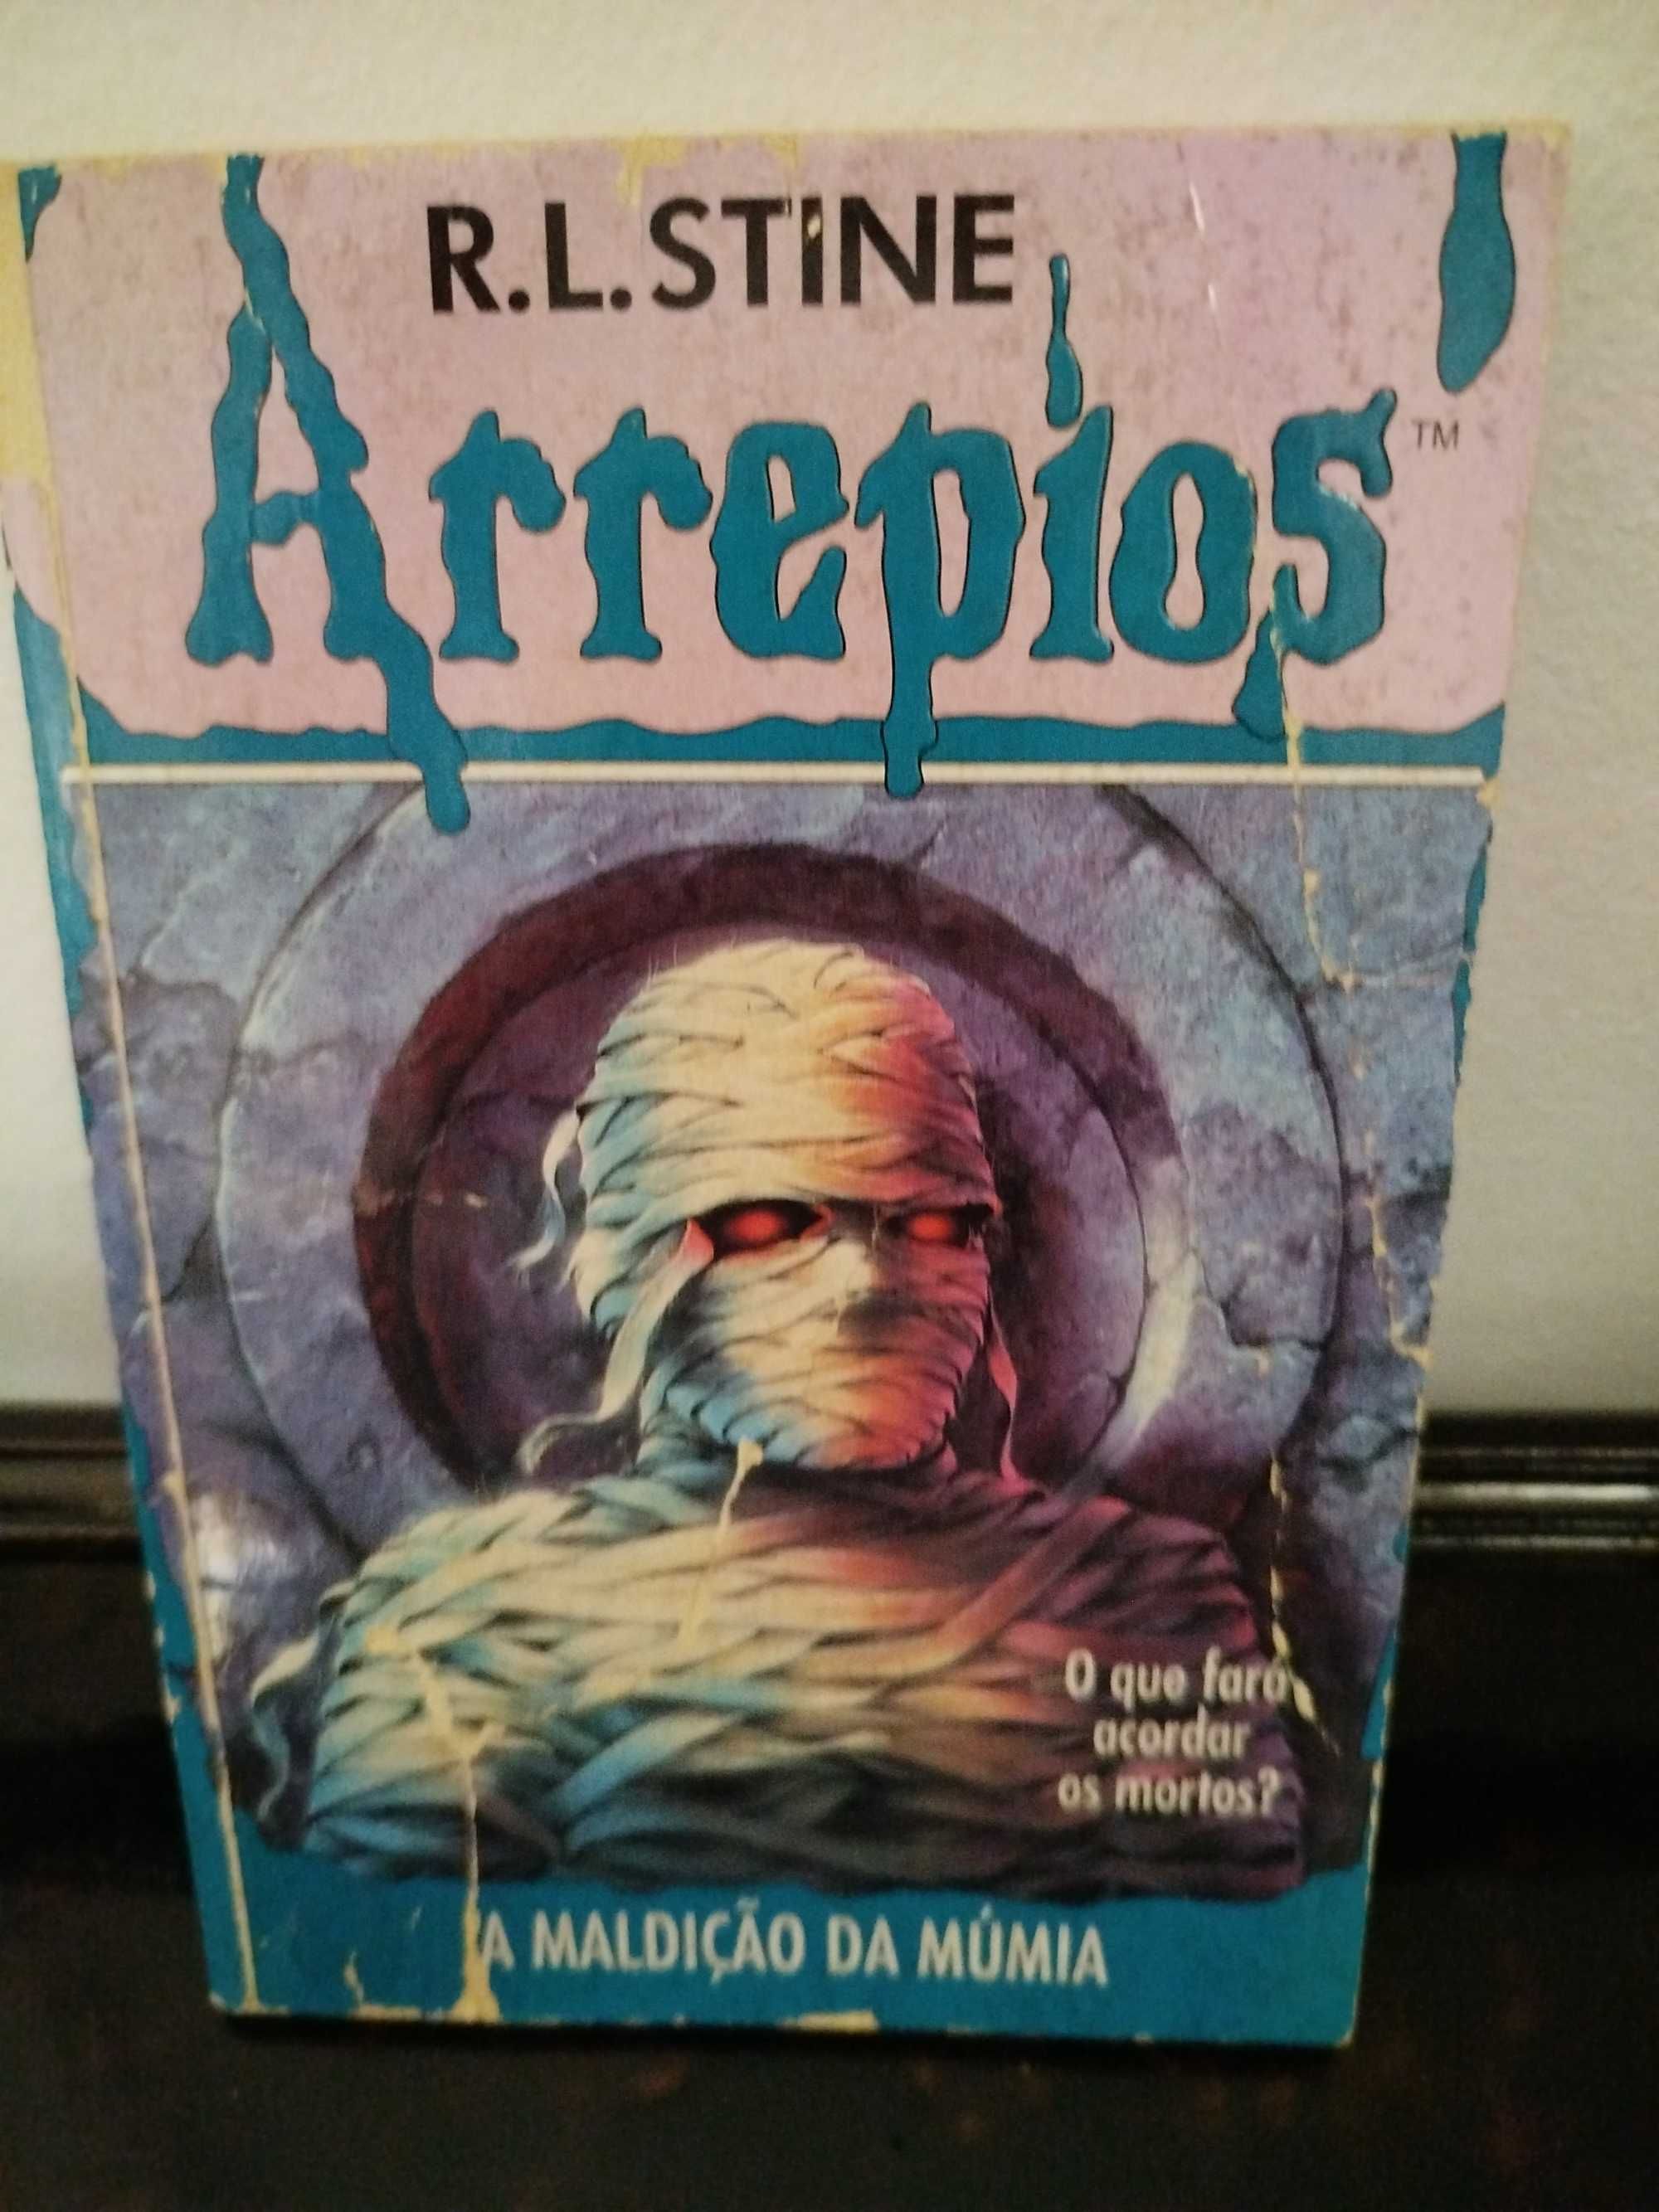 R.L. STINE
Arrepios™
O que fará
acordar
os mortos?
A MALDIÇÃO DA MÚMIA